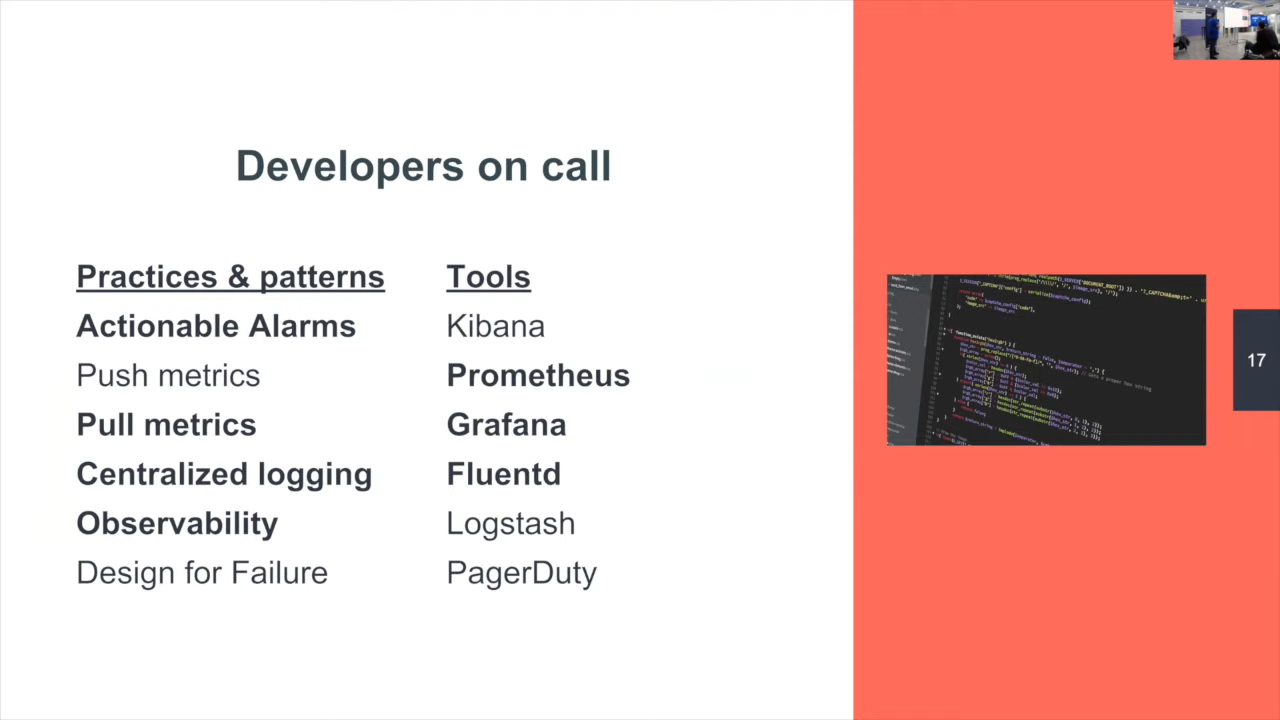 Developers on call
Practices & patterns
Actionable Alarms
Push metrics
Pull metrics
Centralized logging
Observability
Design for Failure
Tools
Kibana
Prometheus
Grafana
Fluentd
Logstash
PagerDuty
17